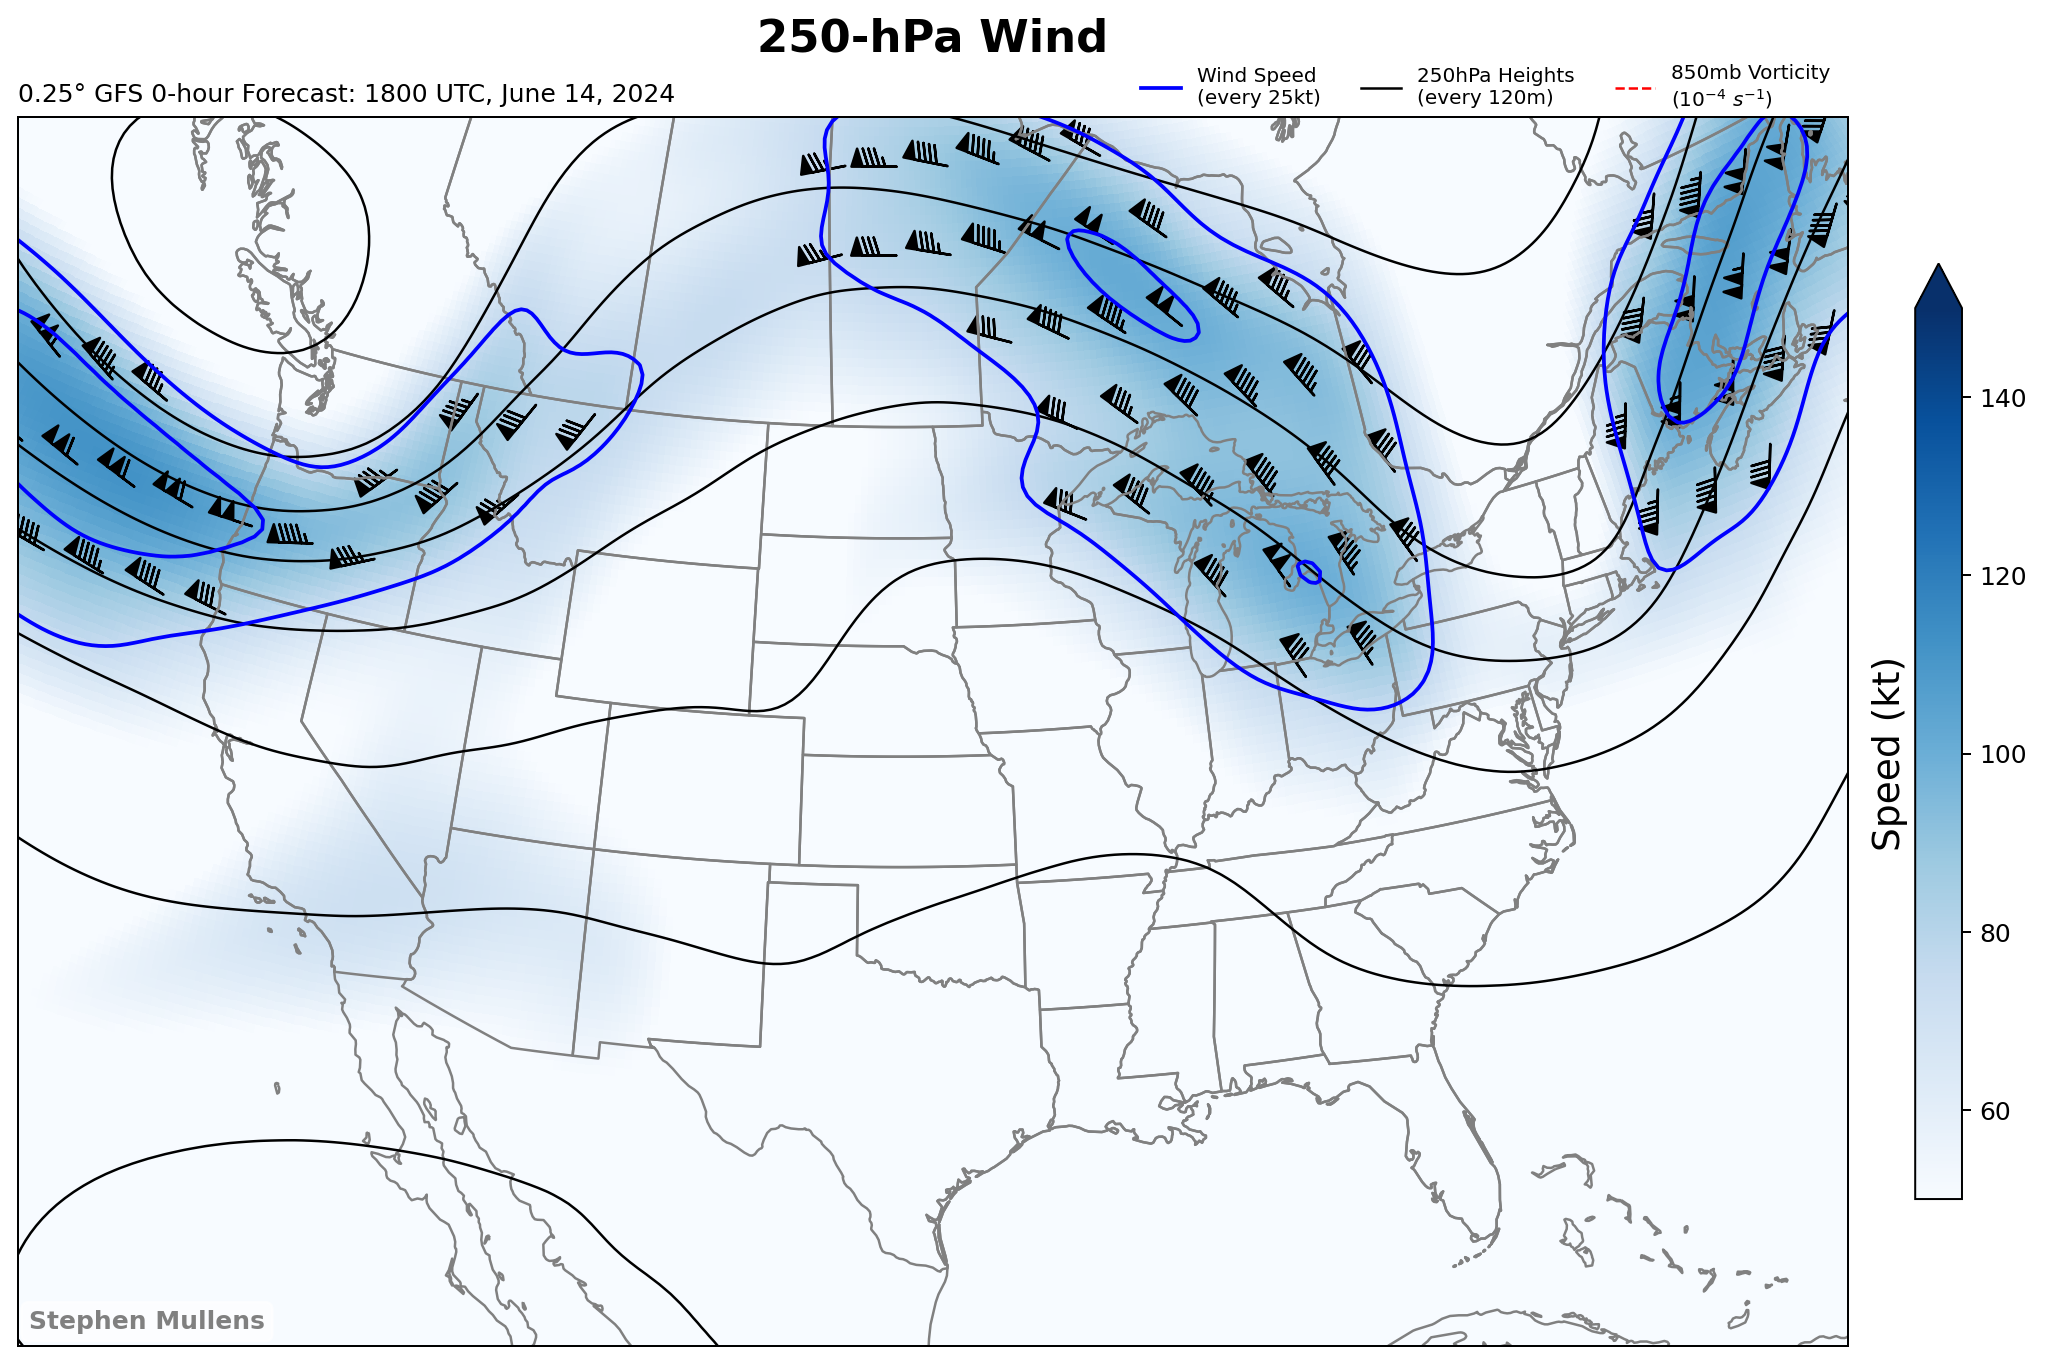 250-hPa Wind
0.25° GFS 0-hour Forecast: 1800 UTC, June 14, 2024
Wind Speed
(every 25kt)
250hPa Heights
(every 120m)
850mb Vorticity
(10⁻⁴ s⁻¹)
140
120
100
80
60
Speed (kt)
Stephen Mullens